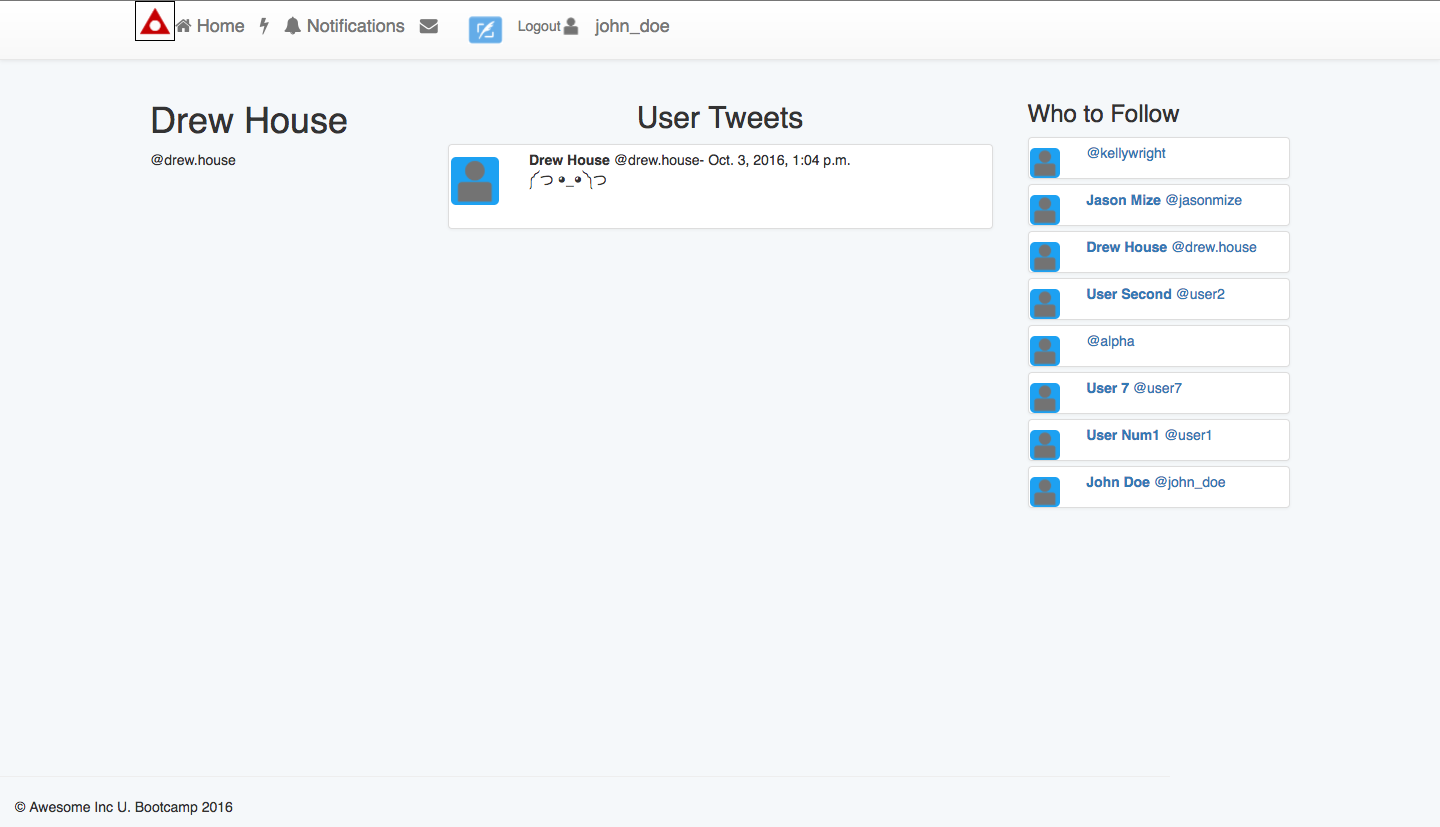 Home Notifications Logout john_doe
Drew House
@drew.house
User Tweets
Drew House @drew.house- Oct. 3, 2016, 1:04 p.m.
༼つ ◕_◕༽つ
Who to Follow
@kellywright
Jason Mize @jasonmize
Drew House @drew.house
User Second @user2
@alpha
User 7 @user7
User Num1 @user1
John Doe @john_doe
© Awesome Inc U. Bootcamp 2016